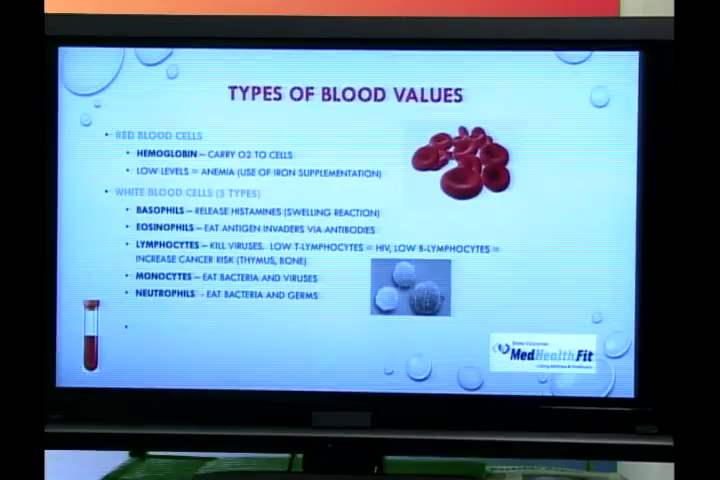 TYPES OF BLOOD VALUES
RED BLOOD CELLS
HEMOGLOBIN – CARRY O2 TO CELLS
LOW LEVELS = ANEMIA (USE OF IRON SUPPLEMENTATION)
WHITE BLOOD CELLS (5 TYPES)
BASOPHILS – RELEASE HISTAMINES (SWELLING REACTION)
EOSINOPHILS – EAT ANTIGEN INVADERS VIA ANTIBODIES
LYMPHOCYTES – KILL VIRUSES. LOW T-LYMPHOCYTES = HIV, LOW B-LYMPHOCYTES =
INCREASE CANCER RISK (THYMUS, BONE)
MONOCYTES – EAT BACTERIA AND VIRUSES
NEUTROPHILS - EAT BACTERIA AND GERMS
MedHealthFit